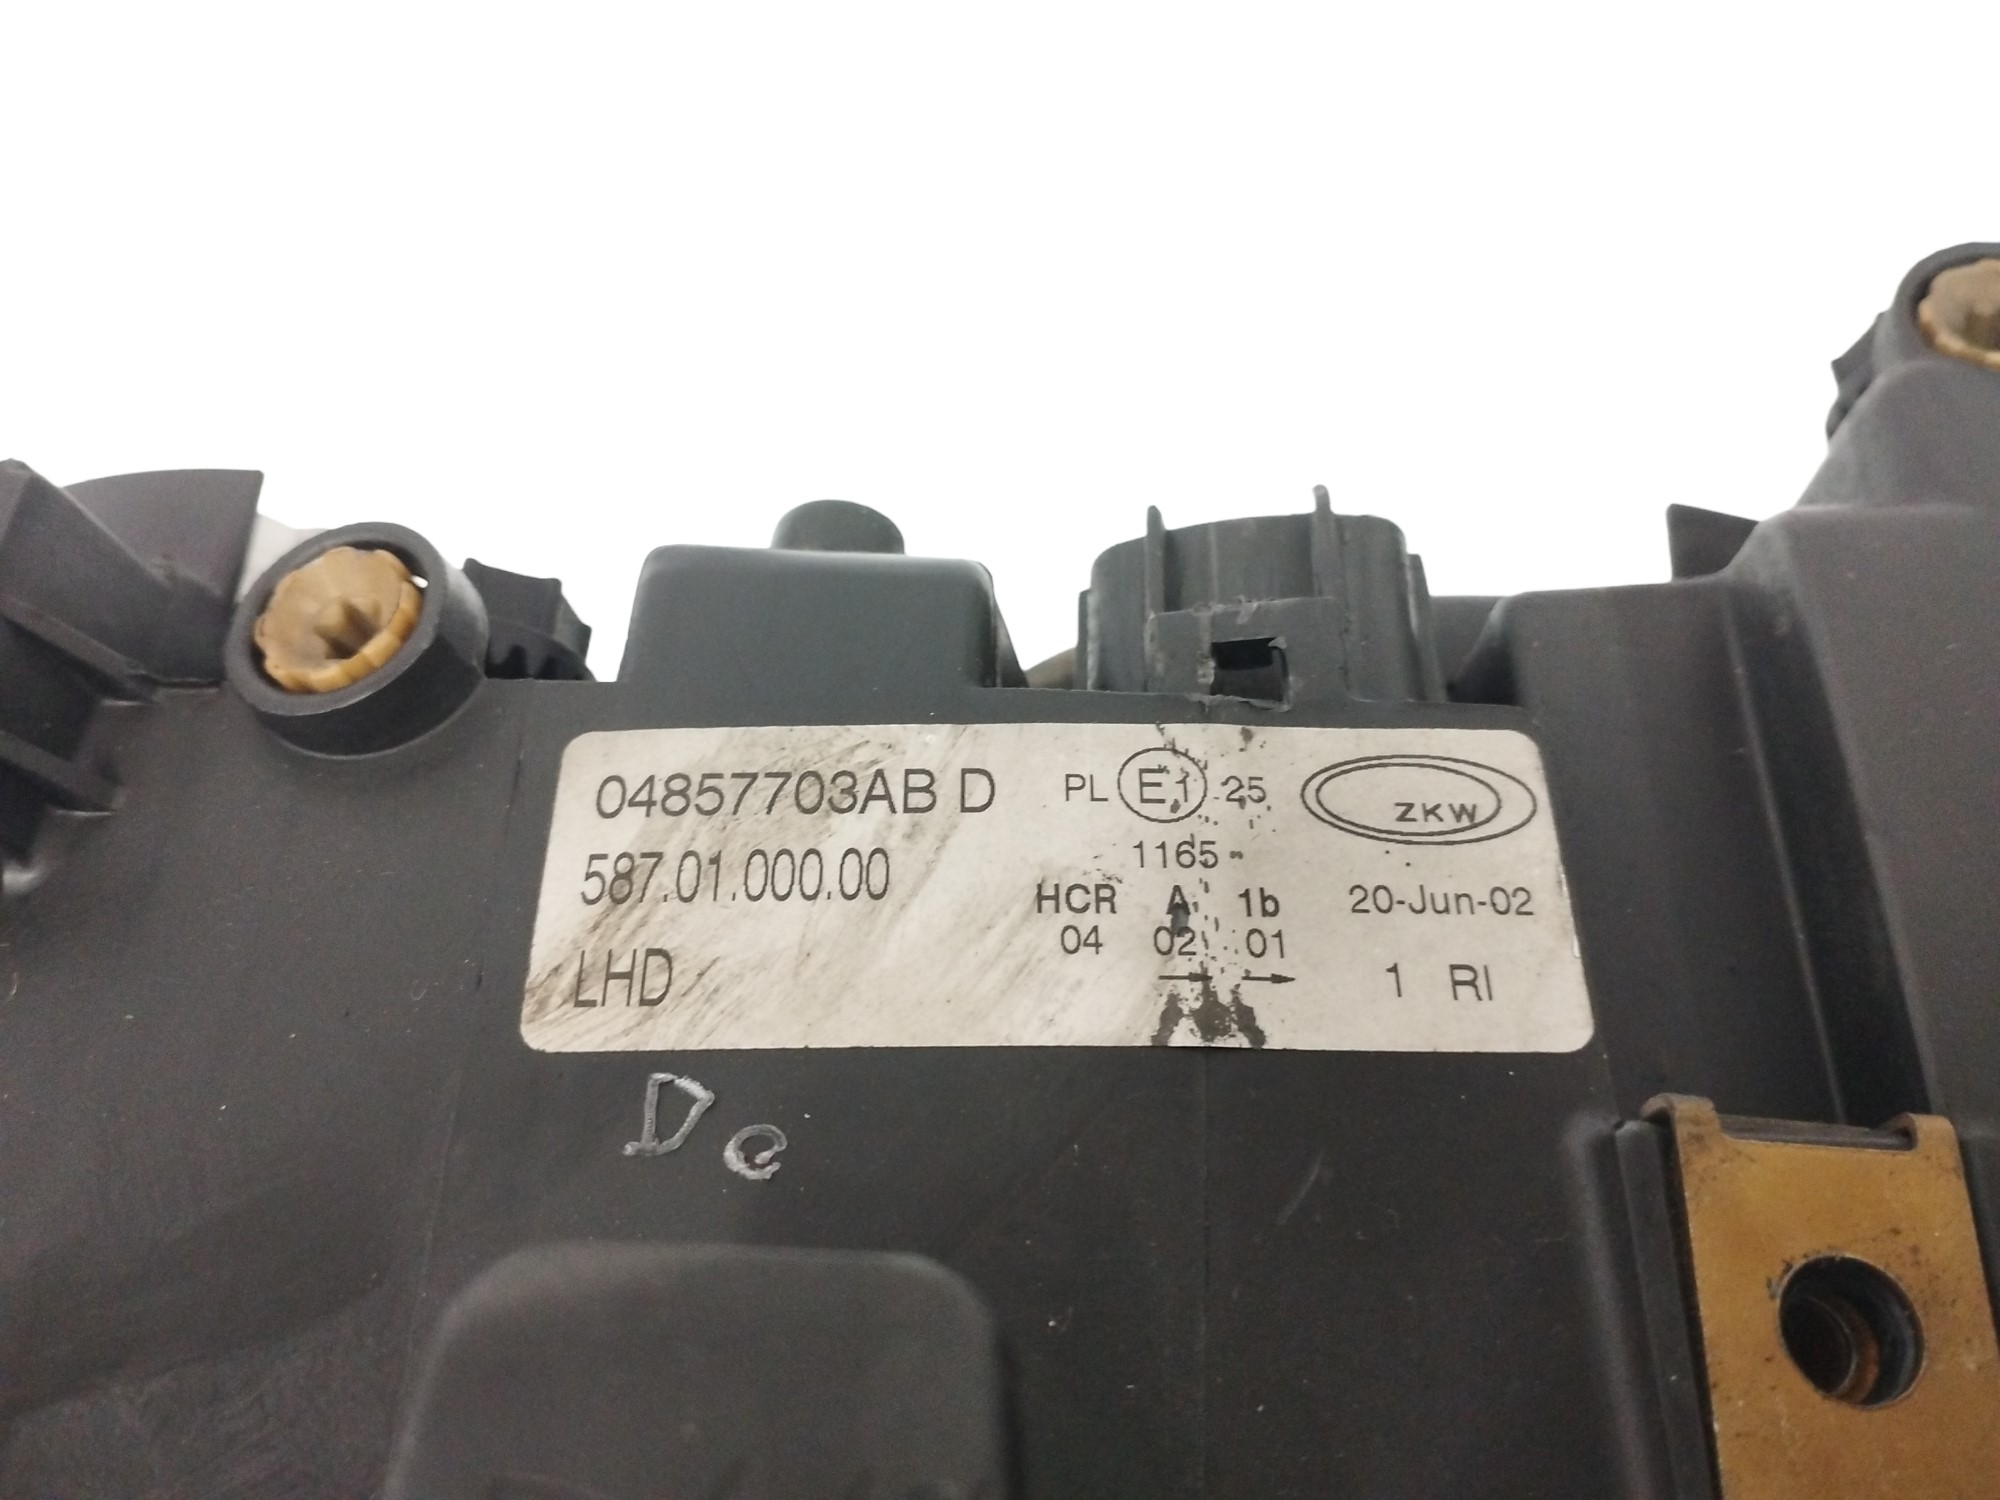 04857703AB D
587.01.000.00
LHD
PL E1 25
1165
HCR A 1b
04 02 01
ZKW
20-Jun-02
1 RI
De